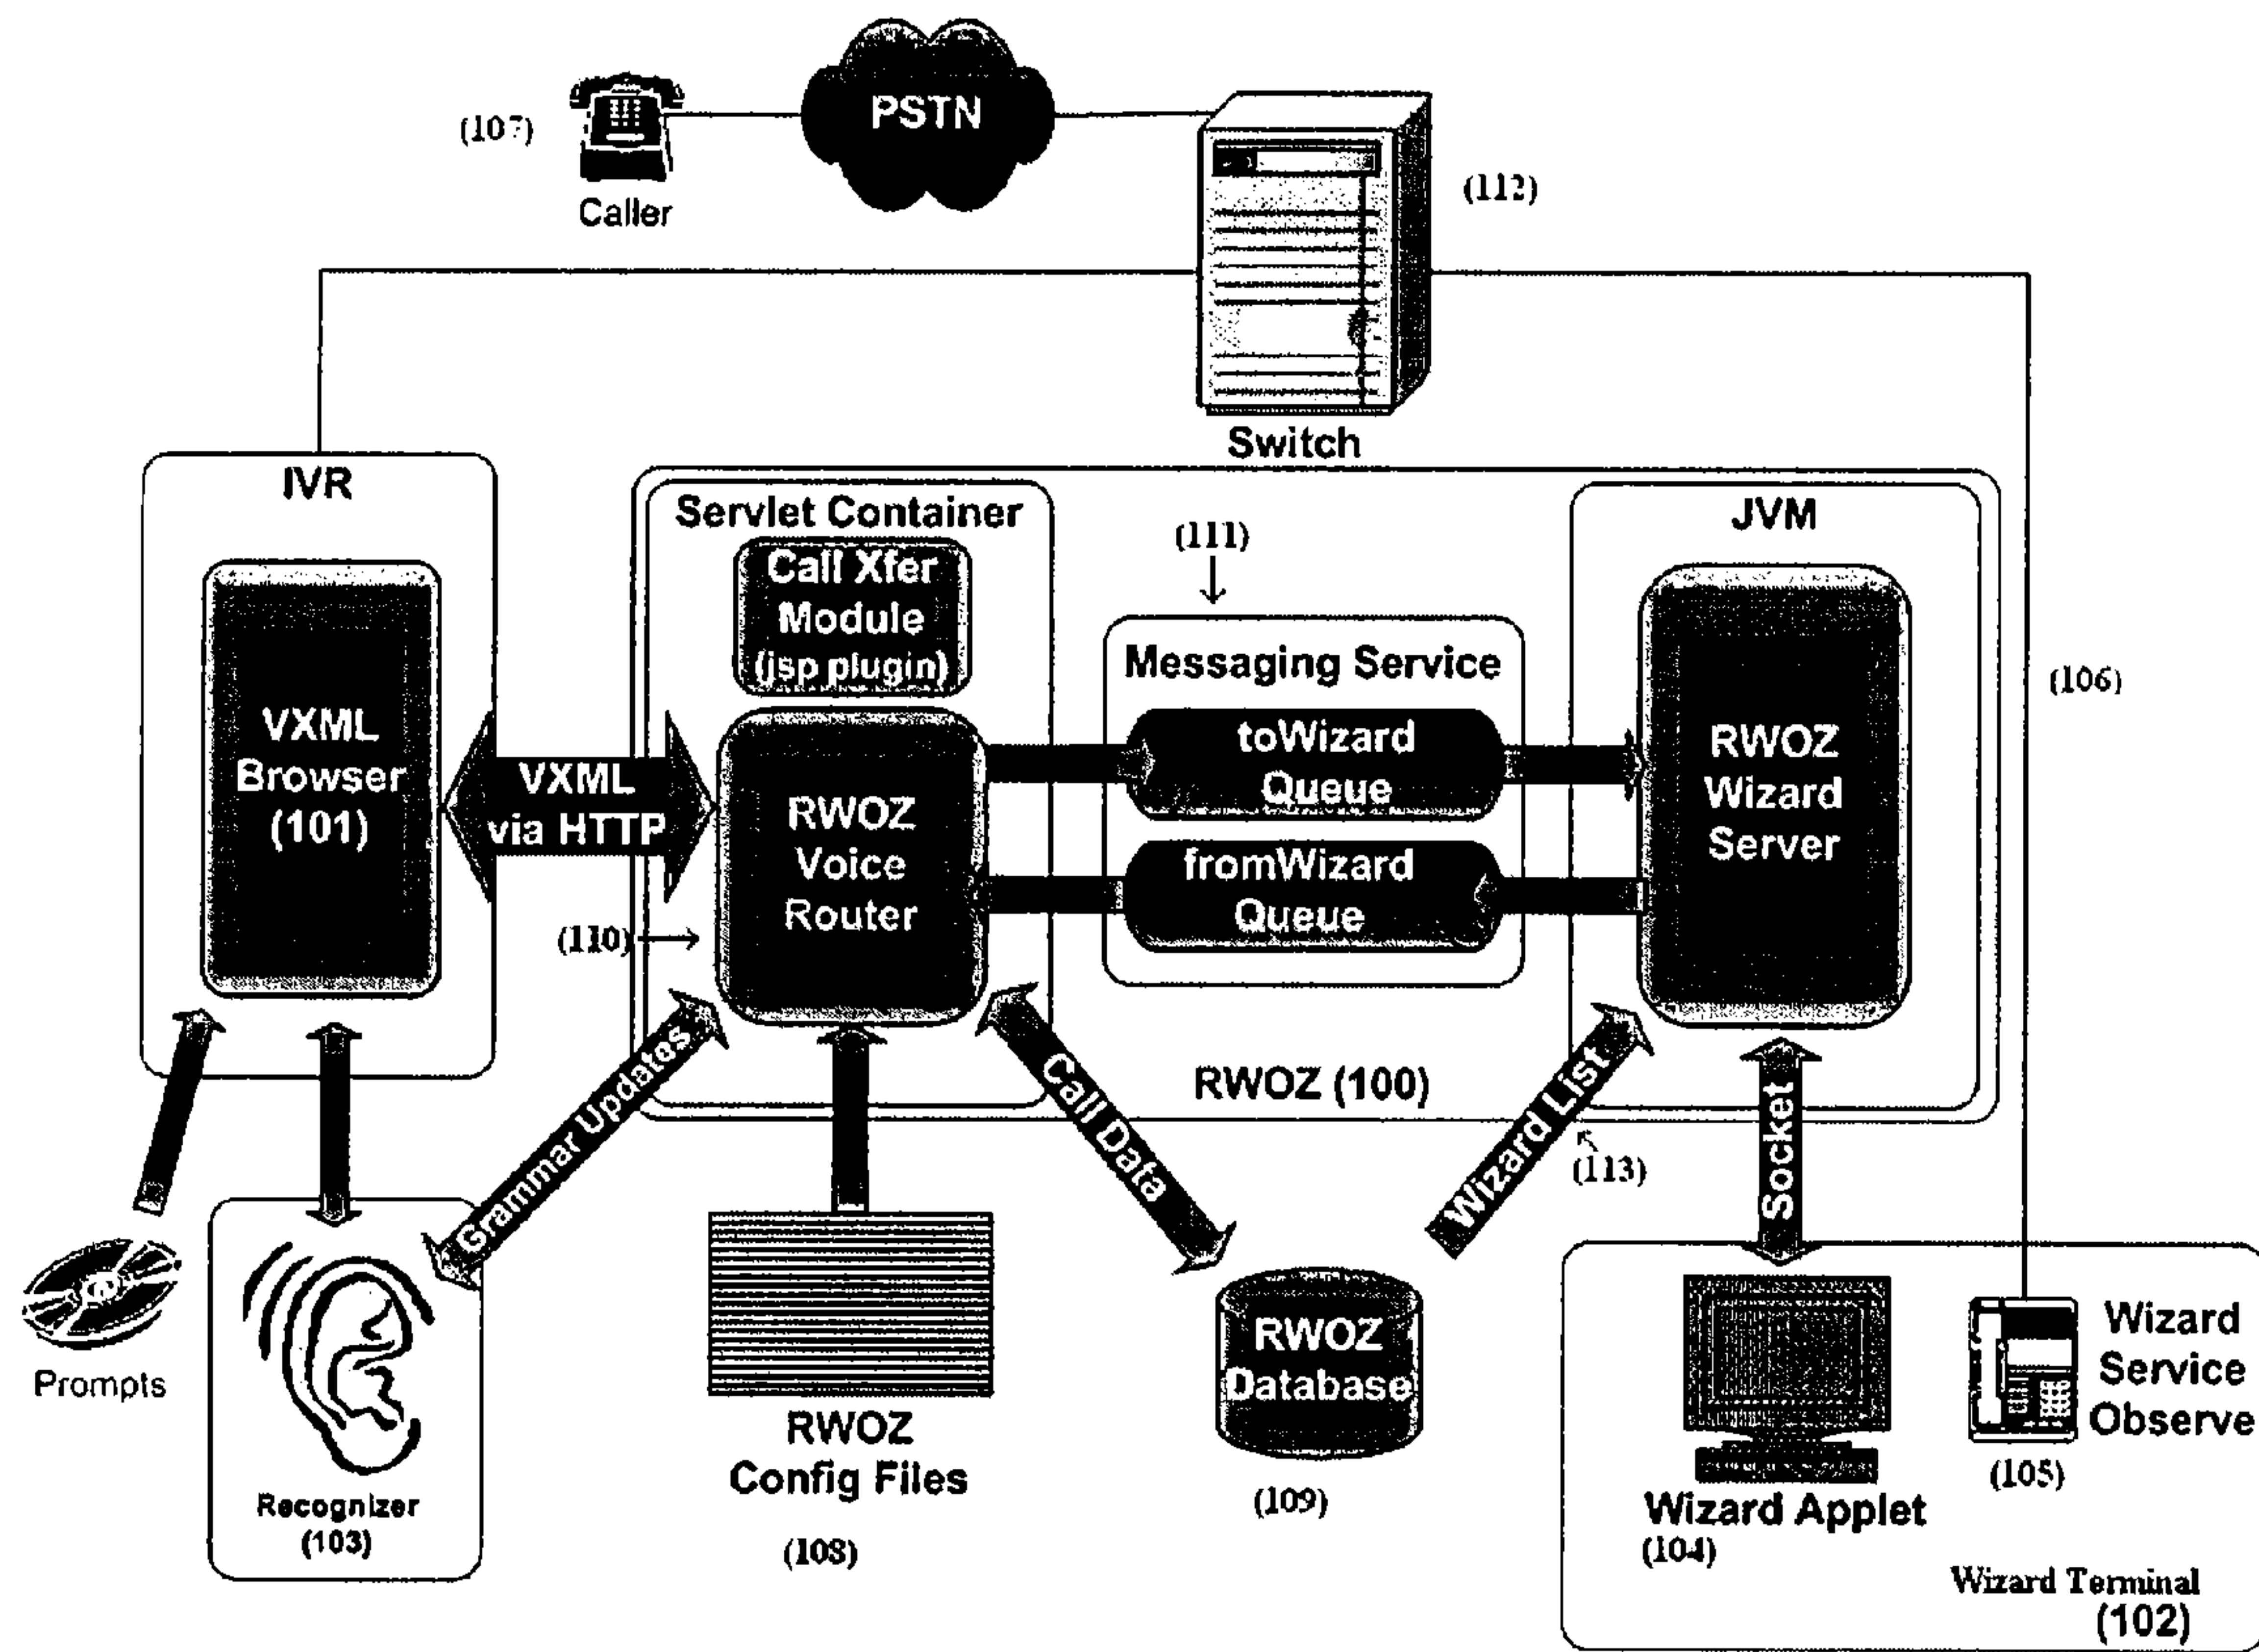 (107)
Caller
PSTN
(112)
Switch
IVR
VXML
Browser
(101)
VXML
via HTTP
Servlet Container
Call Xfer
Module
(jsp plugin)
RWOZ
Voice
Router
(110)
(111)
Messaging Service
toWizard
Queue
fromWizard
Queue
JVM
RWOZ
Wizard
Server
(106)
RWOZ (100)
Grammar Updates
Call Data
Wizard List
(113)
Socket
Prompts
Recognizer
(103)
RWOZ
Config Files
(108)
RWOZ
Database
(109)
Wizard Applet
(104)
Wizard
Service
Observe
(105)
Wizard Terminal
(102)